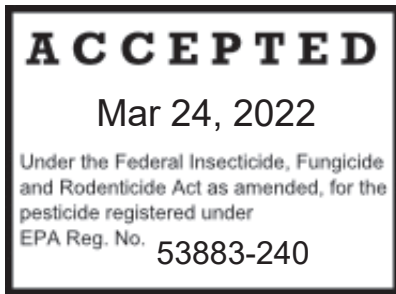 ACCEPTED
Mar 24, 2022
Under the Federal Insecticide, Fungicide
and Rodenticide Act as amended, for the
pesticide registered under
EPA Reg. No. 53883-240